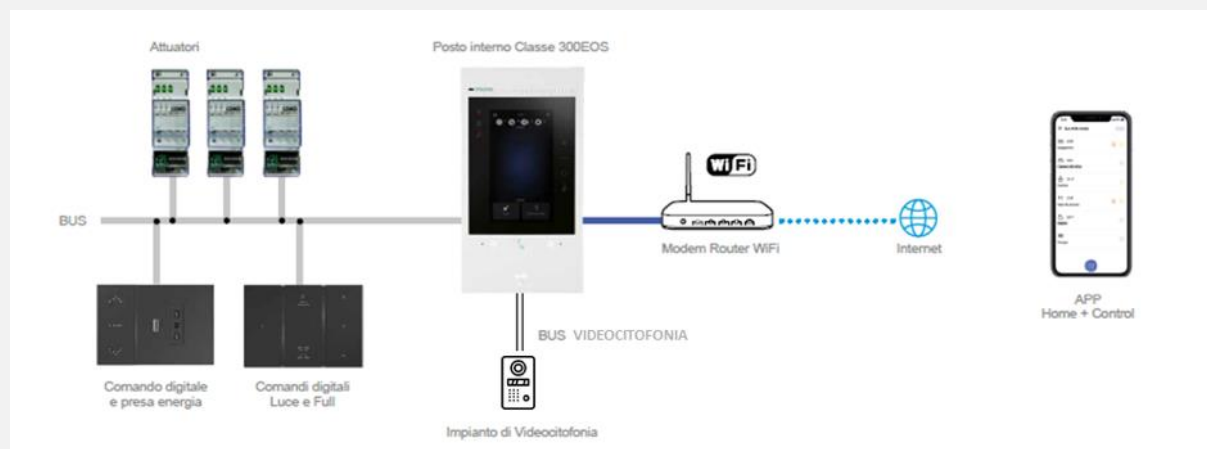 Attuatori
Posto interno Classe 300EOS
WiFi
BUS
Modem Router WiFi
Internet
APP
Home + Control
BUS VIDEOCITOFONIA
Comando digitale
e presa energia
Comandi digitali
Luce e Full
Impianto di Videocitofonia